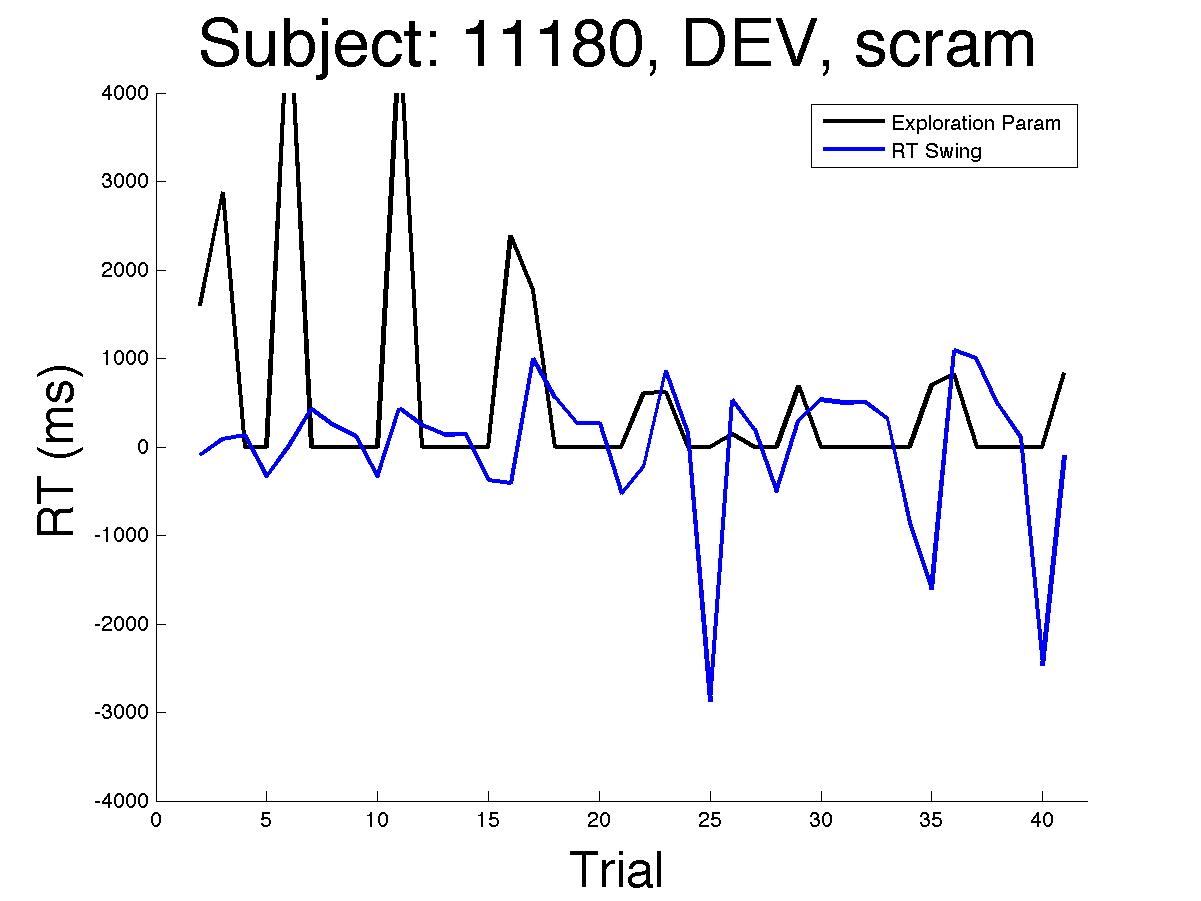 Subject: 11180, DEV, scram
4000
3000
2000
1000
0
-1000
-2000
-3000
-4000
RT (ms)
Exploration Param
RT Swing
0 5 10 15 20 25 30 35 40
Trial